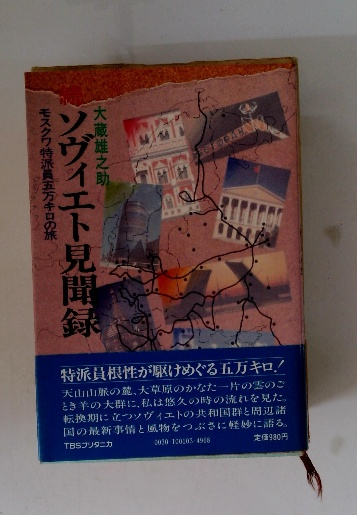 大蔵雄之助
ソヴィエト見聞録
モスクワ特派員五万キロの旅
特派員根性が駆けめぐる五万キロ!
天山山脈の麓、大草原のかなた一片の雲のご
とき羊の大群に、私は悠久の時の流れを見た。
転換期に立つソヴィエトの共和国群と周辺諸
国の最新事情と風物をつぶさに軽妙に語る。
TBSブリタニカ
0030-100103-4968
定価980円